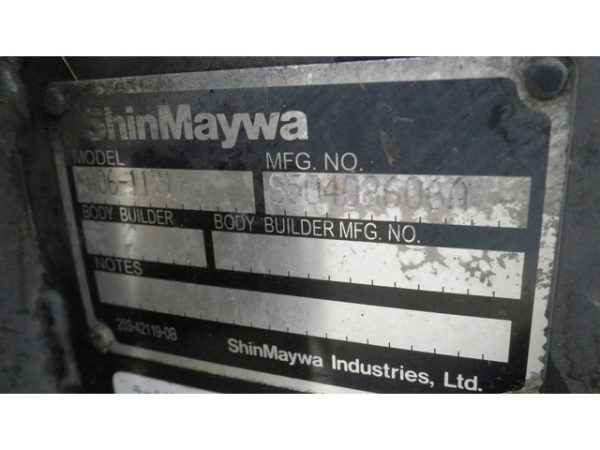 ShinMaywa
MODEL MFG. NO.
BODY BUILDER BODY BUILDER MFG. NO.
NOTES
203-42119-0B
ShinMaywa Industries, Ltd.